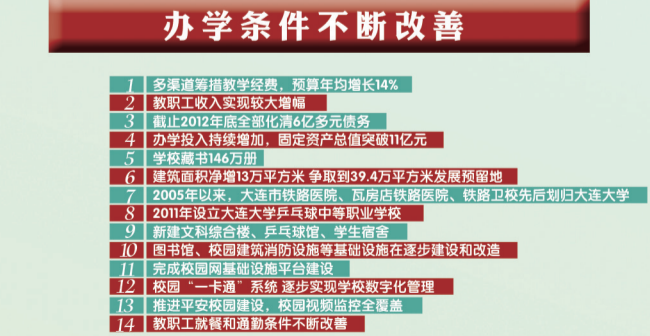 办学条件不断改善
1 多渠道筹措教学经费，预算年均增长14%
2 教职工收入实现较大增幅
3 截止2012年底全部化清6亿多元债务
4 办学投入持续增加，固定资产总值突破11亿元
5 学校藏书146万册
6 建筑面积净增13万平方米 争取到39.4万平方米发展预留地
7 2005年以来，大连市铁路医院、瓦房店铁路医院、铁路卫校先后划归大连大学
8 2011年设立大连大学乒乓球中等职业学校
9 新建文科综合楼、乒乓球馆、学生宿舍
10 图书馆、校园建筑消防设施等基础设施在逐步建设和改造
11 完成校园网基础设施平台建设
12 校园“一卡通”系统 逐步实现学校数字化管理
13 推进平安校园建设，校园视频监控全覆盖
14 教职工就餐和通勤条件不断改善